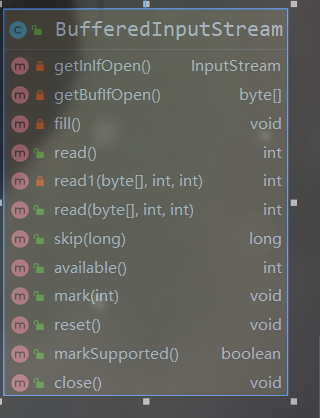 C BufferedInputStream
m getInIfOpen() InputStream
m getBufIfOpen() byte[]
m fill() void
m read() int
m read1(byte[], int, int) int
m read(byte[], int, int) int
m skip(long) long
m available() int
m mark(int) void
m reset() void
m markSupported() boolean
m close() void